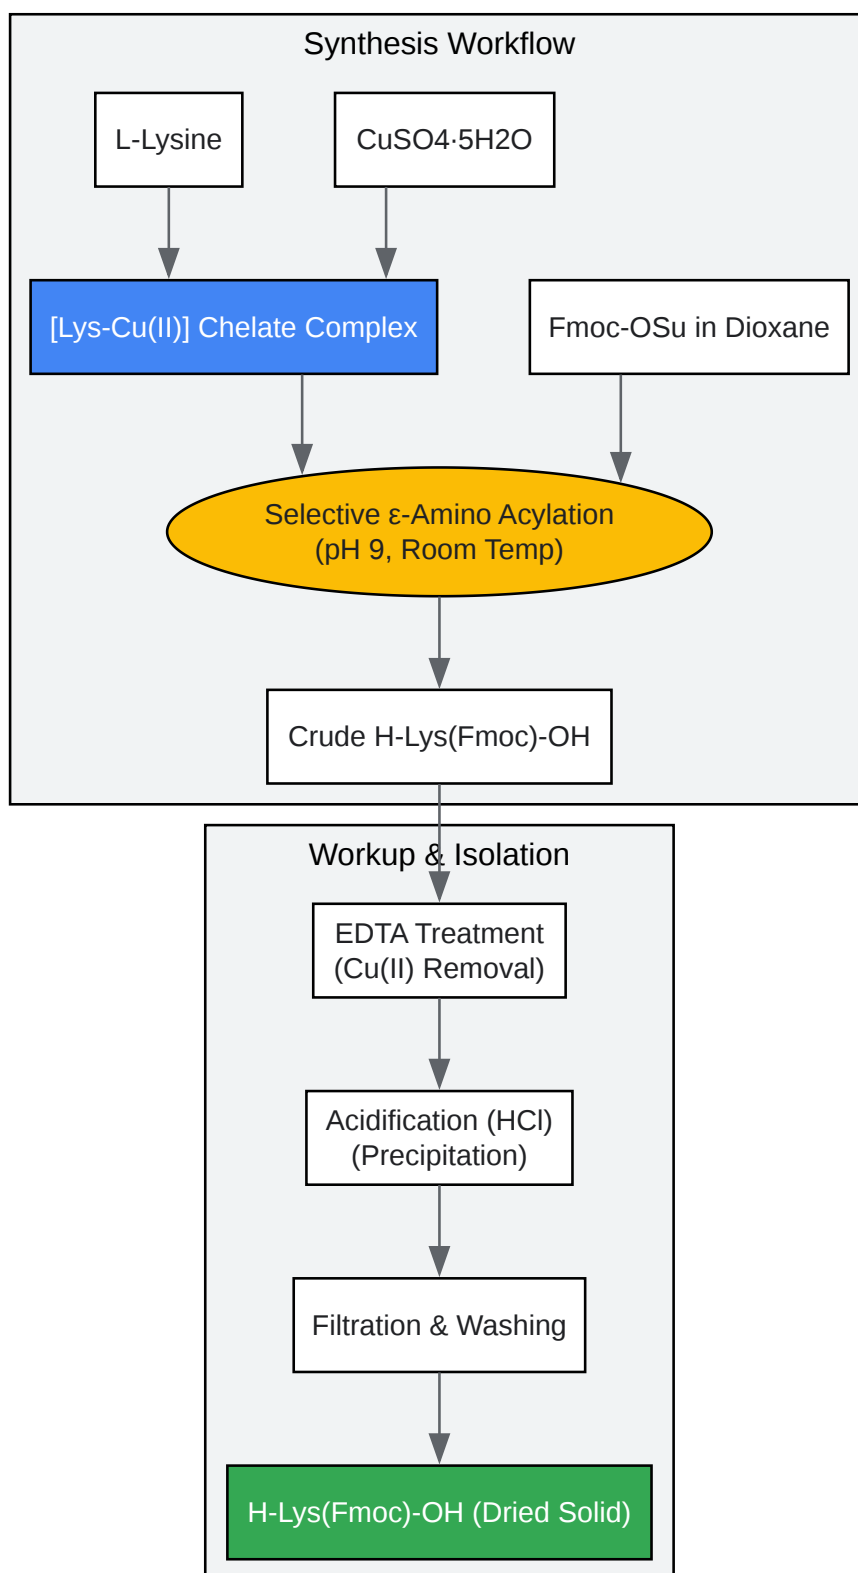 Synthesis Workflow
L-Lysine
CuSO4·5H2O
[Lys-Cu(II)] Chelate Complex
Fmoc-OSu in Dioxane
Selective ε-Amino Acylation
(pH 9, Room Temp)
Crude H-Lys(Fmoc)-OH
Workup & Isolation
EDTA Treatment
(Cu(II) Removal)
Acidification (HCl)
(Precipitation)
Filtration & Washing
H-Lys(Fmoc)-OH (Dried Solid)